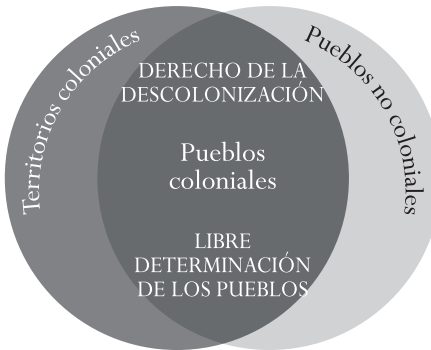 Territorios coloniales
DERECHO DE LA
DESCOLONIZACIÓN
Pueblos
coloniales
LIBRE
DETERMINACIÓN
DE LOS PUEBLOS
Pueblos no coloniales